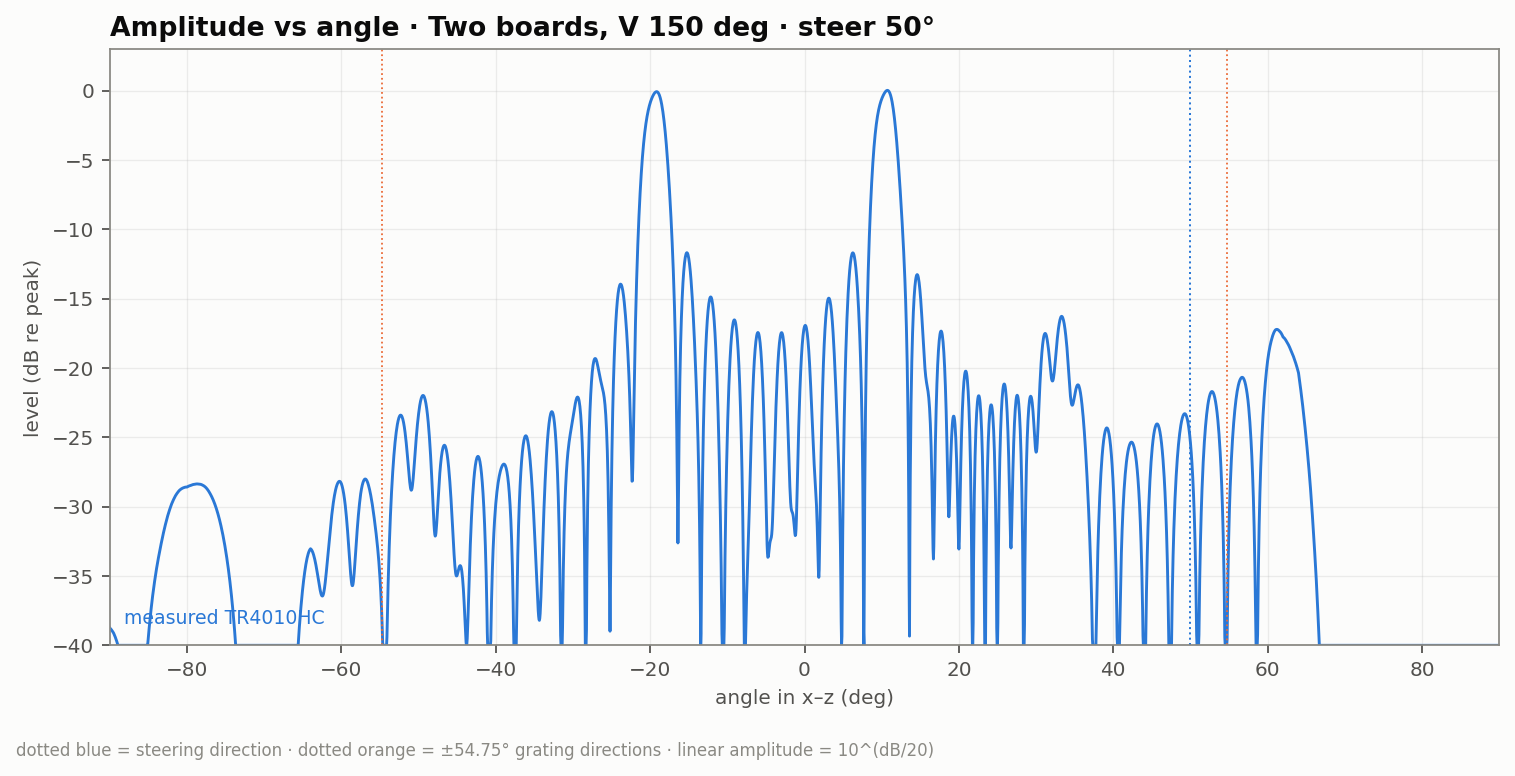 Amplitude vs angle · Two boards, V 150 deg · steer 50°
level (dB re peak)
0
−5
−10
−15
−20
−25
−30
−35
−40
measured TR4010HC
−80 −60 −40 −20 0 20 40 60 80
angle in x–z (deg)
dotted blue = steering direction · dotted orange = ±54.75° grating directions · linear amplitude = 10^(dB/20)